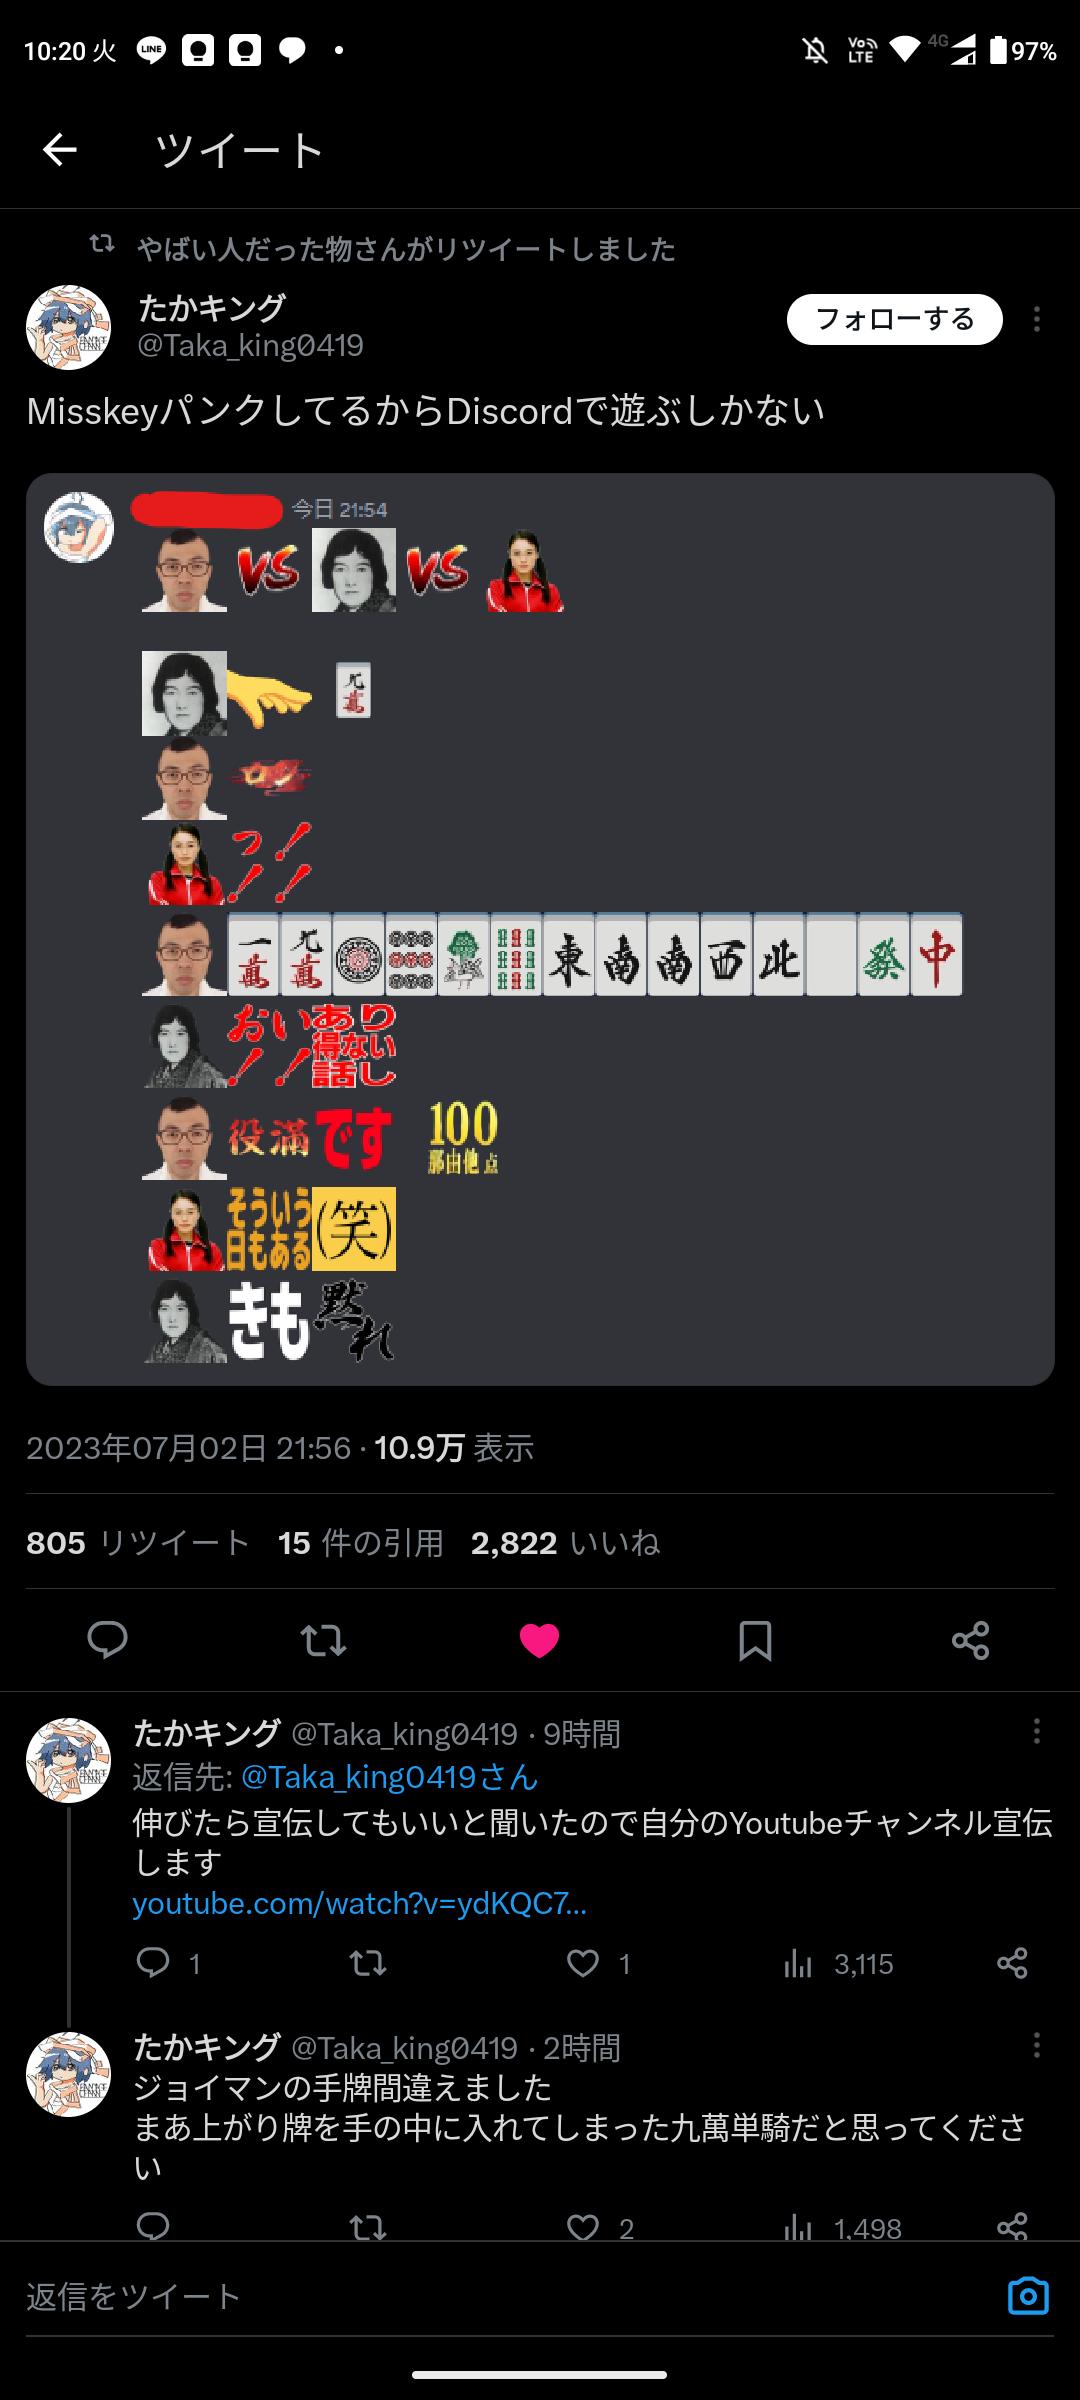 10:20 火
LINE
Vo LTE
4G
97%
ツイート
やばい人だった物さんがリツイートしました
たかキング
フォローする
@Taka_king0419
MisskeyパンクしてるからDiscordで遊ぶしかない
今日 21:54
VS VS
九萬
っ！！！
一萬 九萬 東 南 南 西 北 發 中
おい！！ あり得ない話し
役満 です 100那由他点
そういう日もある (笑)
きも 黙れ
2023年07月02日 21:56 · 10.9万 表示
805 リツイート 15 件の引用 2,822 いいね
たかキング @Taka_king0419 · 9時間
返信先: @Taka_king0419さん
伸びたら宣伝してもいいと聞いたので自分のYoutubeチャンネル宣伝
します
youtube.com/watch?v=ydKQC7…
1 1 3,115
たかキング @Taka_king0419 · 2時間
ジョイマンの手牌間違えました
まあ上がり牌を手の中に入れてしまった九萬単騎だと思ってくださ
い
2 1,498
返信をツイート